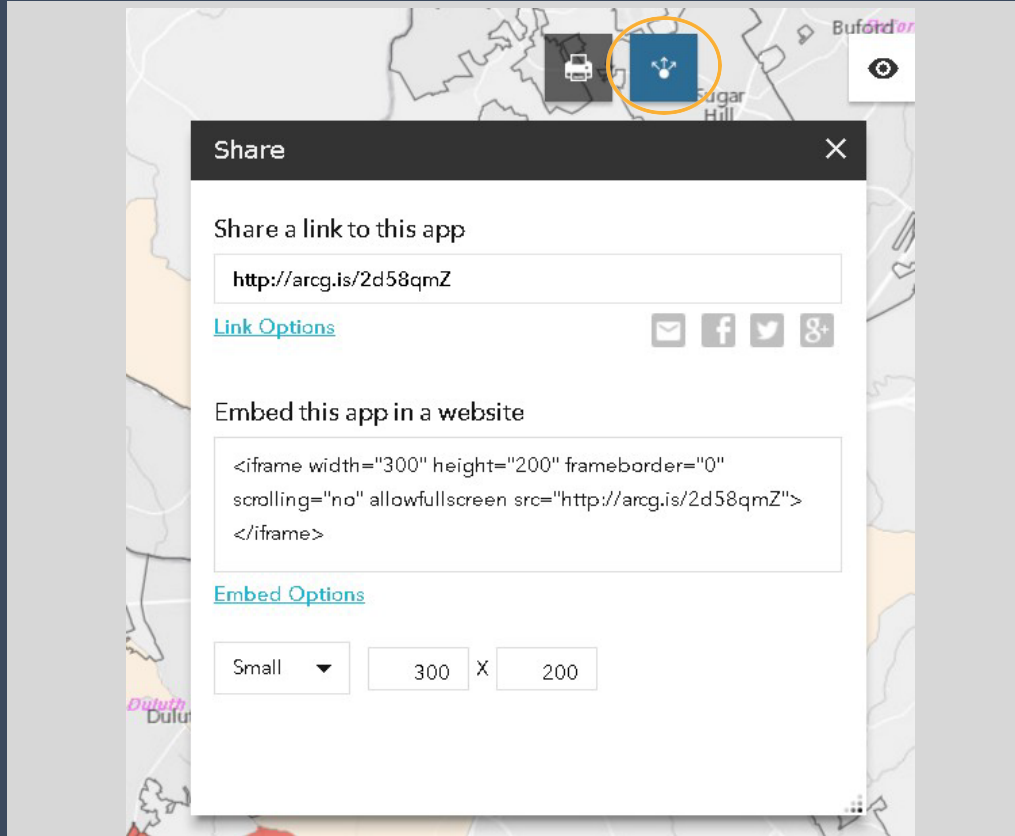 Buford
Sugar
Hill
Share
Share a link to this app
http://arcg.is/2d58qmZ
Link Options
8+
Embed this app in a website
<iframe width="300" height="200" frameborder="0"
scrolling="no" allowfullscreen src="http://arcg.is/2d58qmZ">
</iframe>
Embed Options
Small 300 X 200
Duluth